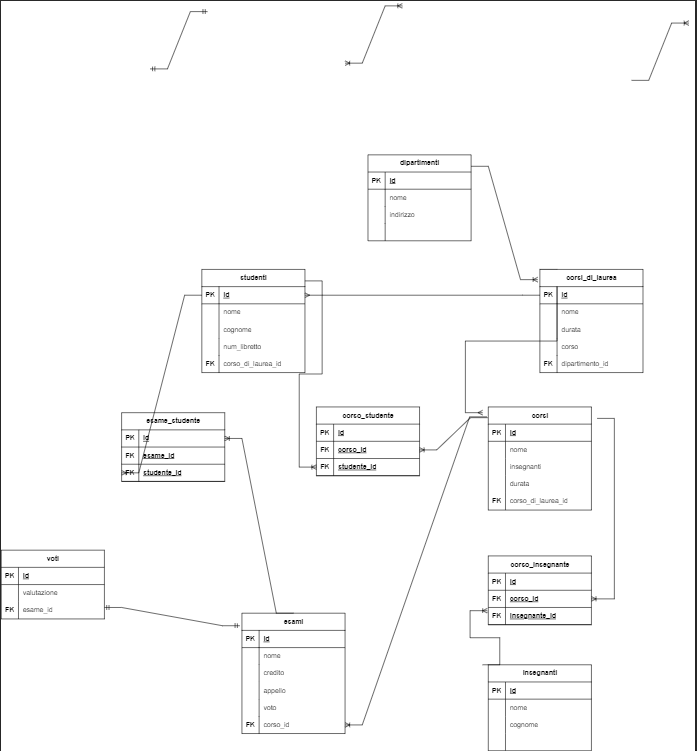 dipartimenti
PK id
nome
indirizzo
studenti
PK id
nome
cognome
num_libretto
FK corso_di_laurea_id
corsi_di_laurea
PK id
nome
durata
corso
FK dipartimento_id
esame_studente
PK id
FK esame_id
FK studente_id
corso_studente
PK id
FK corso_id
FK studente_id
corsi
PK id
nome
insegnanti
durata
FK corso_di_laurea_id
voti
PK id
valutazione
FK esame_id
corso_insegnante
PK id
FK corso_id
FK insegnante_id
esami
PK id
nome
credito
appello
voto
FK corso_id
insegnanti
PK id
nome
cognome